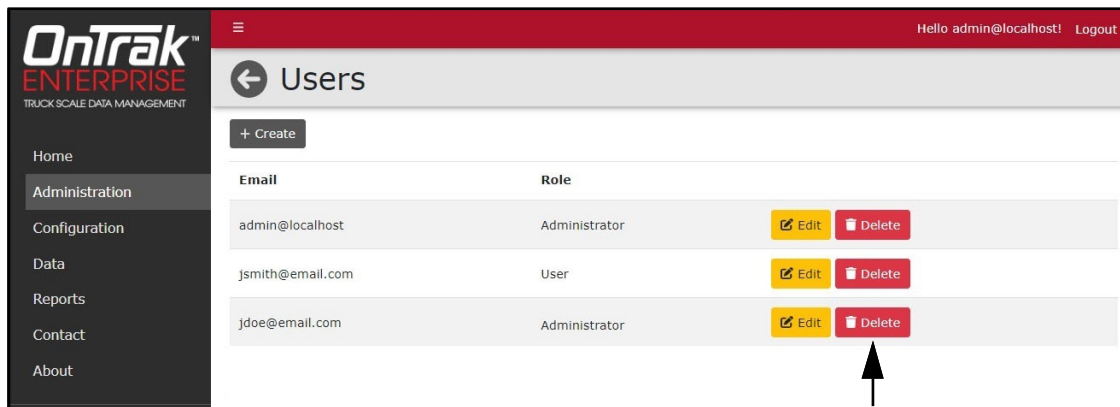 OnTrak™
ENTERPRISE
TRUCK SCALE DATA MANAGEMENT
Home
Administration
Configuration
Data
Reports
Contact
About
Hello admin@localhost! Logout
Users
+ Create
Email Role
admin@localhost Administrator Edit Delete
jsmith@email.com User Edit Delete
jdoe@email.com Administrator Edit Delete